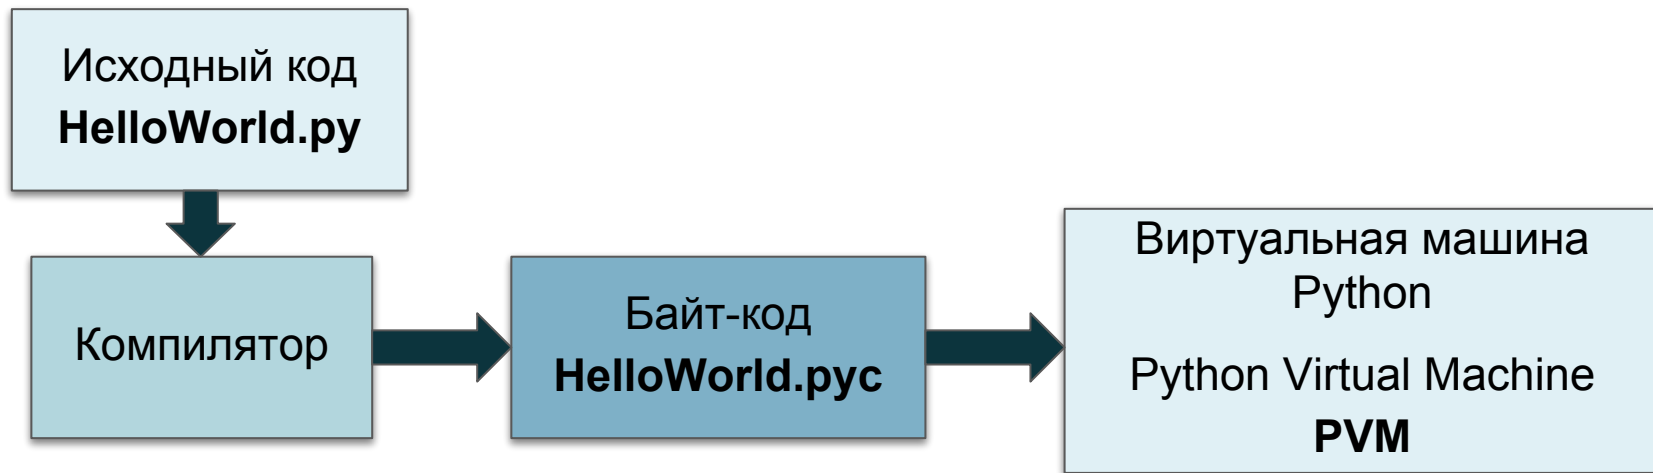 Исходный код
HelloWorld.py
Компилятор
Байт-код
HelloWorld.pyc
Виртуальная машина
Python
Python Virtual Machine
PVM